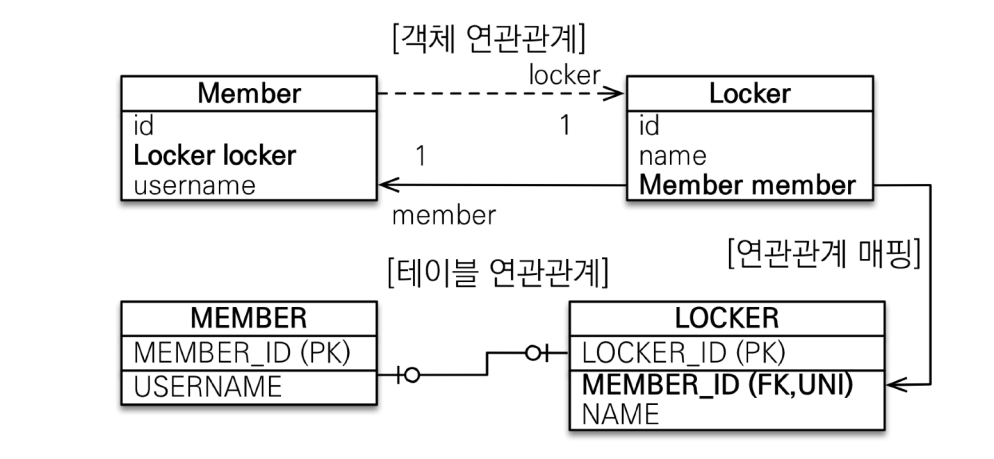 [객체 연관관계]
locker
Member
id
Locker locker
username
1
1
member
Locker
id
name
Member member
[연관관계 매핑]
[테이블 연관관계]
MEMBER
MEMBER_ID (PK)
USERNAME
LOCKER
LOCKER_ID (PK)
MEMBER_ID (FK,UNI)
NAME